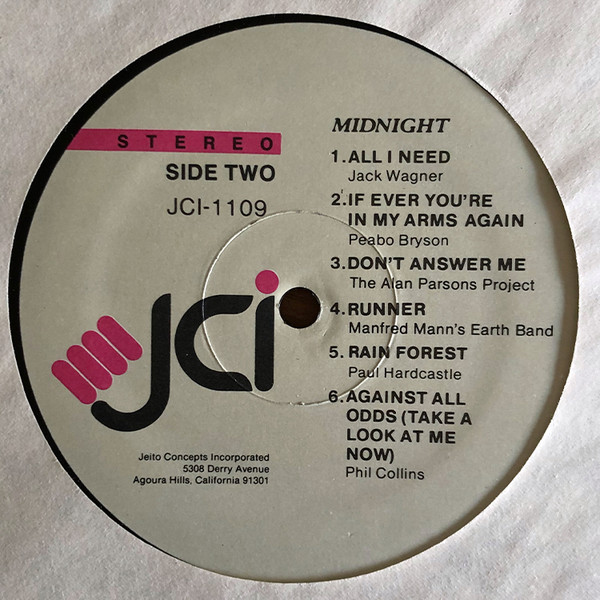 STEREO
SIDE TWO
JCI-1109
MIDNIGHT
1. ALL I NEED
Jack Wagner
2. IF EVER YOU'RE
IN MY ARMS AGAIN
Peabo Bryson
3. DON'T ANSWER ME
The Alan Parsons Project
4. RUNNER
Manfred Mann's Earth Band
5. RAIN FOREST
Paul Hardcastle
6. AGAINST ALL
ODDS (TAKE A
LOOK AT ME
NOW)
Phil Collins
JCi
Jeito Concepts Incorporated
5308 Derry Avenue
Agoura Hills, California 91301